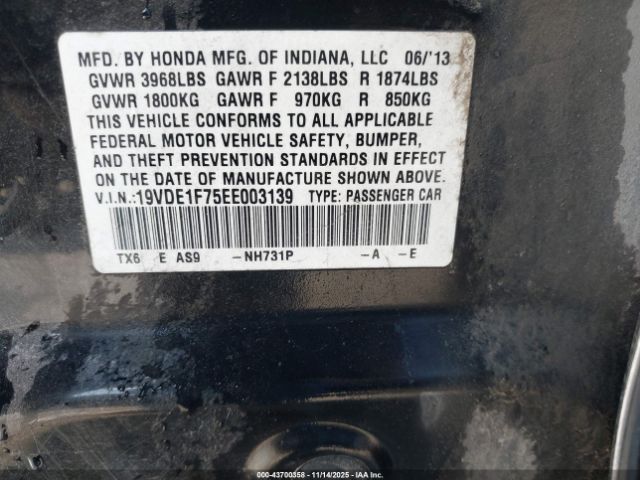 MFD. BY HONDA MFG. OF INDIANA, LLC 06/'13
GVWR 3968LBS GAWR F 2138LBS R 1874LBS
GVWR 1800KG GAWR F 970KG R 850KG
THIS VEHICLE CONFORMS TO ALL APPLICABLE
FEDERAL MOTOR VEHICLE SAFETY, BUMPER,
AND THEFT PREVENTION STANDARDS IN EFFECT
ON THE DATE OF MANUFACTURE SHOWN ABOVE.
V.I.N.:19VDE1F75EE003139 TYPE: PASSENGER CAR
TX6 E AS9 -NH731P -A -E
000-43700358 - 11/14/2025 - IAA Inc.